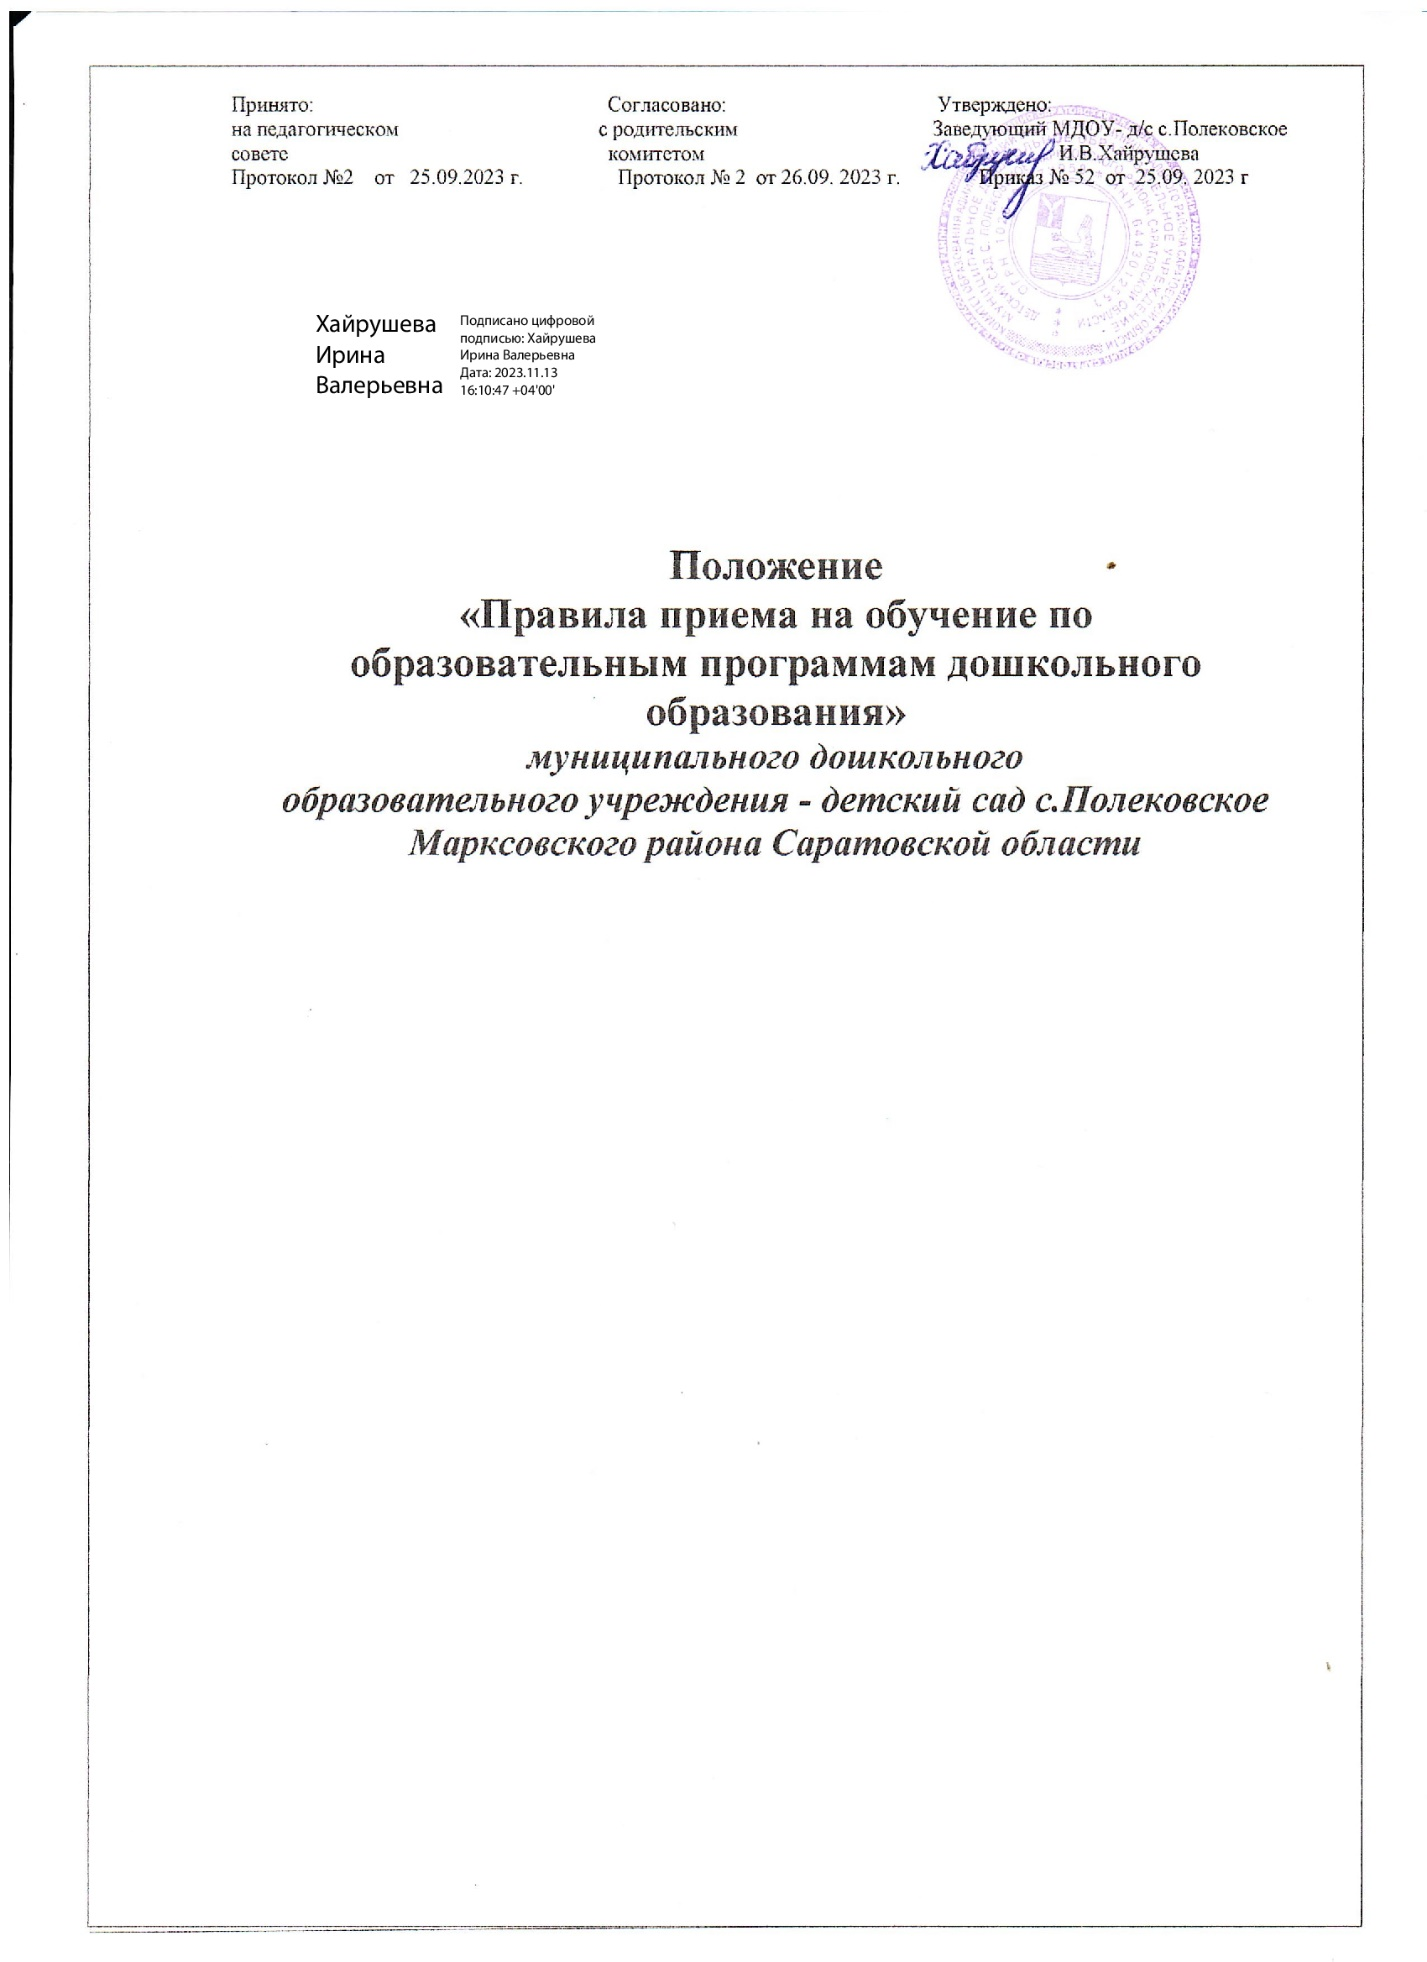 Принято:
на педагогическом
совете
Протокол №2 от 25.09.2023 г.
Согласовано:
с родительским
комитетом
Протокол № 2 от 26.09. 2023 г.
Утверждено:
Заведующий МДОУ- д/с с.Полековское
И.В.Хайрушева
Приказ № 52 от 25.09. 2023 г
Хайрушева
Ирина
Валерьевна
Подписано цифровой
подписью: Хайрушева
Ирина Валерьевна
Дата: 2023.11.13
16:10:47 +04'00'
Положение
«Правила приема на обучение по
образовательным программам дошкольного
образования»
муниципального дошкольного
образовательного учреждения - детский сад с.Полековское
Марксовского района Саратовской области